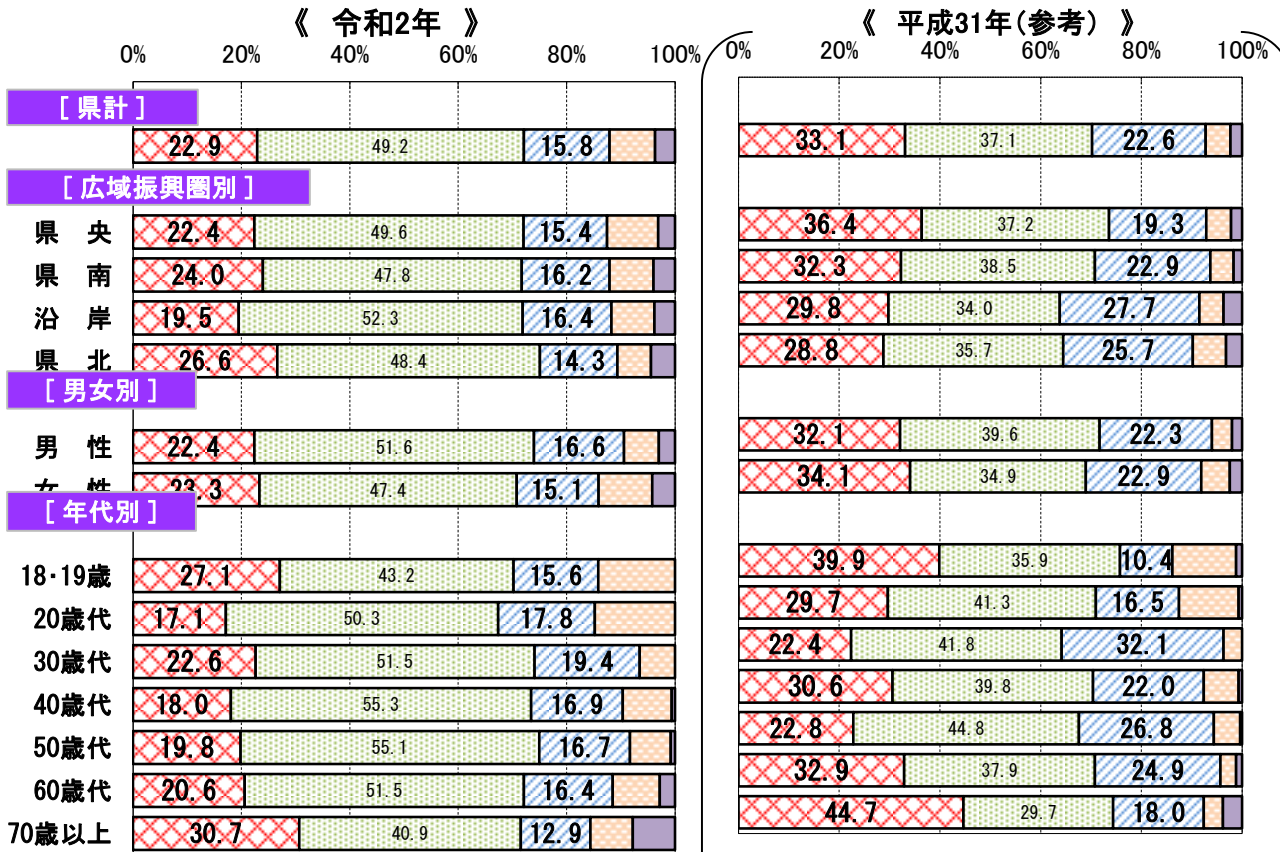 《 令和2年 》
《 平成31年(参考) 》
0% 20% 40% 60% 80% 100%
0% 20% 40% 60% 80% 100%
[ 県計 ]
22.9 49.2 15.8
33.1 37.1 22.6
[ 広域振興圏別 ]
県 央 22.4 49.6 15.4
36.4 37.2 19.3
県 南 24.0 47.8 16.2
32.3 38.5 22.9
沿 岸 19.5 52.3 16.4
29.8 34.0 27.7
県 北 26.6 48.4 14.3
28.8 35.7 25.7
[ 男女別 ]
男 性 22.4 51.6 16.6
32.1 39.6 22.3
女 性 23.3 47.4 15.1
34.1 34.9 22.9
[ 年代別 ]
18・19歳 27.1 43.2 15.6
39.9 35.9 10.4
20歳代 17.1 50.3 17.8
29.7 41.3 16.5
30歳代 22.6 51.5 19.4
22.4 41.8 32.1
40歳代 18.0 55.3 16.9
30.6 39.8 22.0
50歳代 19.8 55.1 16.7
22.8 44.8 26.8
60歳代 20.6 51.5 16.4
32.9 37.9 24.9
70歳以上 30.7 40.9 12.9
44.7 29.7 18.0